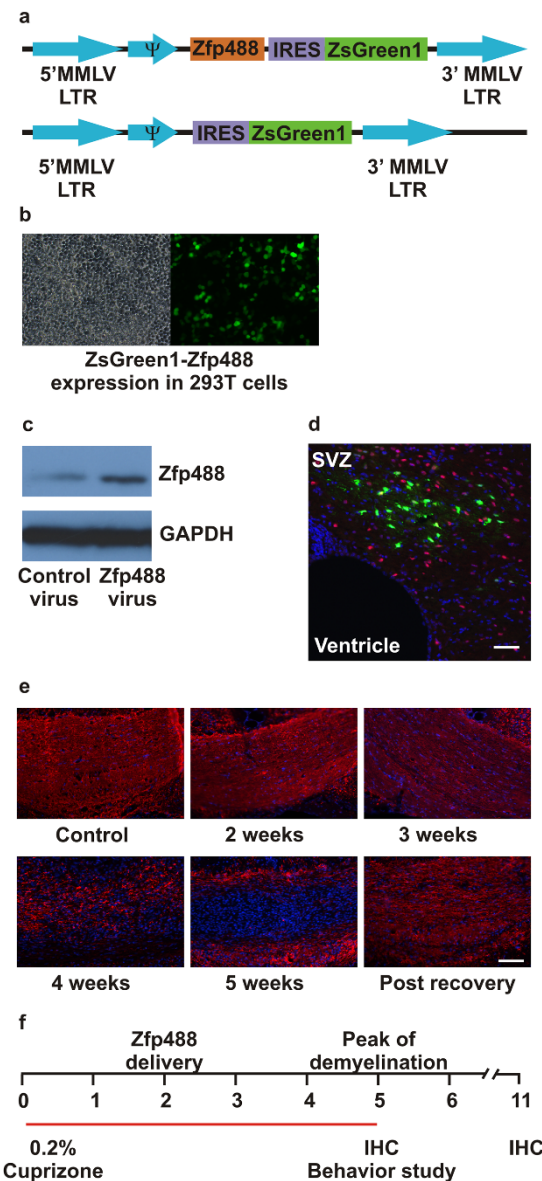 a
Zfp488 IRES ZsGreen1
Ψ
5'MMLV
LTR
3' MMLV
LTR
IRES ZsGreen1
Ψ
5'MMLV
LTR
3' MMLV
LTR
b
ZsGreen1-Zfp488
expression in 293T cells
c
Zfp488
GAPDH
Control Zfp488
virus virus
d
SVZ
Ventricle
e
Control 2 weeks 3 weeks
4 weeks 5 weeks Post recovery
f
Zfp488
delivery
Peak of
demyelination
0 1 2 3 4 5 6 11
0.2%
Cuprizone
IHC
Behavior study
IHC